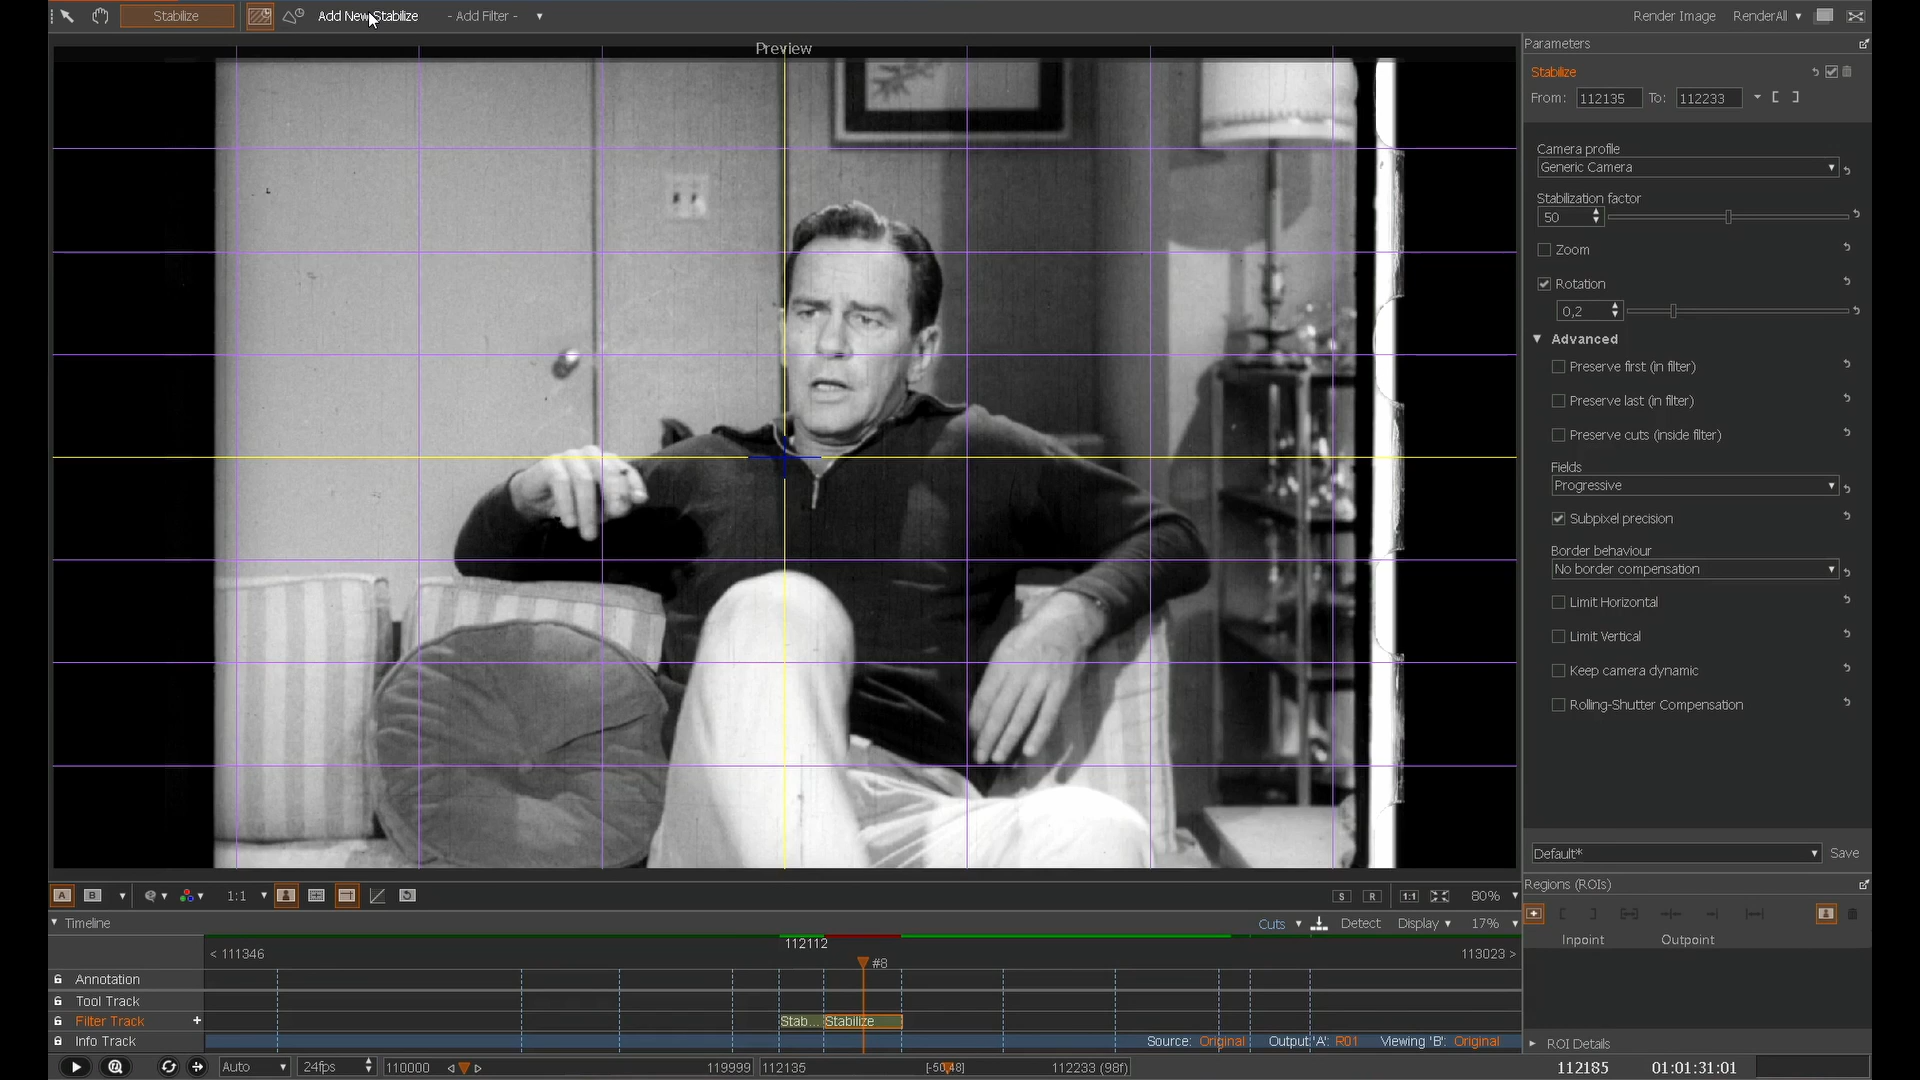 Stabilize Add New Stabilize - Add Filter - Render Image RenderAll
Preview
Parameters
Stabilize
From: 112135 To: 112233 [ ]
Camera profile
Generic Camera
Stabilization factor
50
Zoom
Rotation
0,2
Advanced
Preserve first (in filter)
Preserve last (in filter)
Preserve cuts (inside filter)
Fields
Progressive
Subpixel precision
Border behaviour
No border compensation
Limit Horizontal
Limit Vertical
Keep camera dynamic
Rolling-Shutter Compensation
Default* Save
Regions (ROIs)
Inpoint Outpoint
ROI Details
A B 1:1 S R 1:1 80%
Timeline Cuts Detect Display 17%
112112
< 111346 #8 113023 >
Annotation
Tool Track
Filter Track + Stab... Stabilize
Info Track Source: Original Output 'A': R01 Viewing 'B': Original
Auto 24fps 110000 119999 112135 [-50,48] 112233 (98f) 112185 01:01:31:01